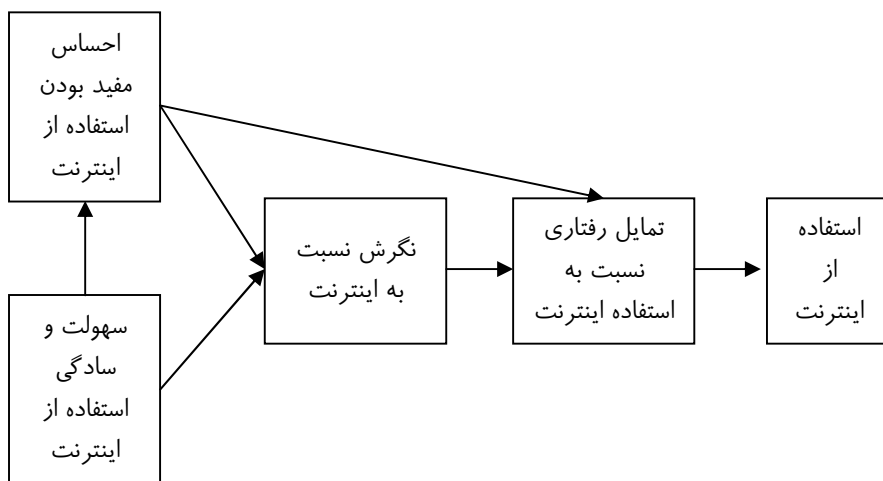 احساس
مفید بودن
استفاده از
اینترنت
سهولت و
سادگی
استفاده از
اینترنت
نگرش نسبت
به اینترنت
تمایل رفتاری
نسبت به
استفاده اینترنت
استفاده
از
اینترنت